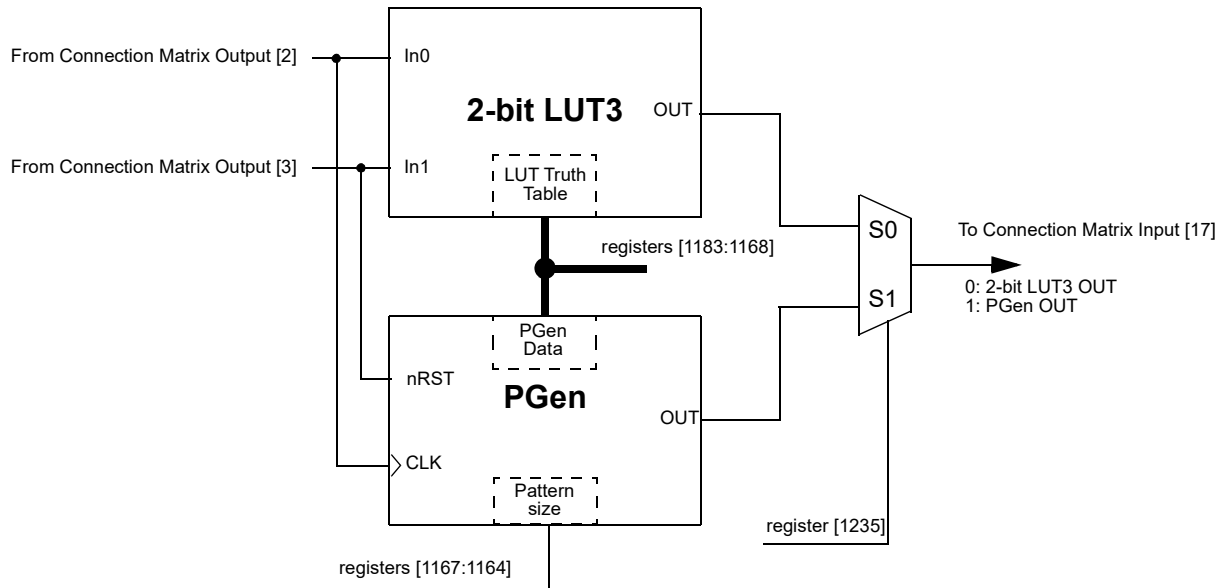 From Connection Matrix Output [2]
In0
2-bit LUT3
OUT
From Connection Matrix Output [3]
In1
LUT Truth
Table
registers [1183:1168]
S0
To Connection Matrix Input [17]
0: 2-bit LUT3 OUT
1: PGen OUT
S1
PGen
Data
nRST
PGen
OUT
CLK
Pattern
size
register [1235]
registers [1167:1164]